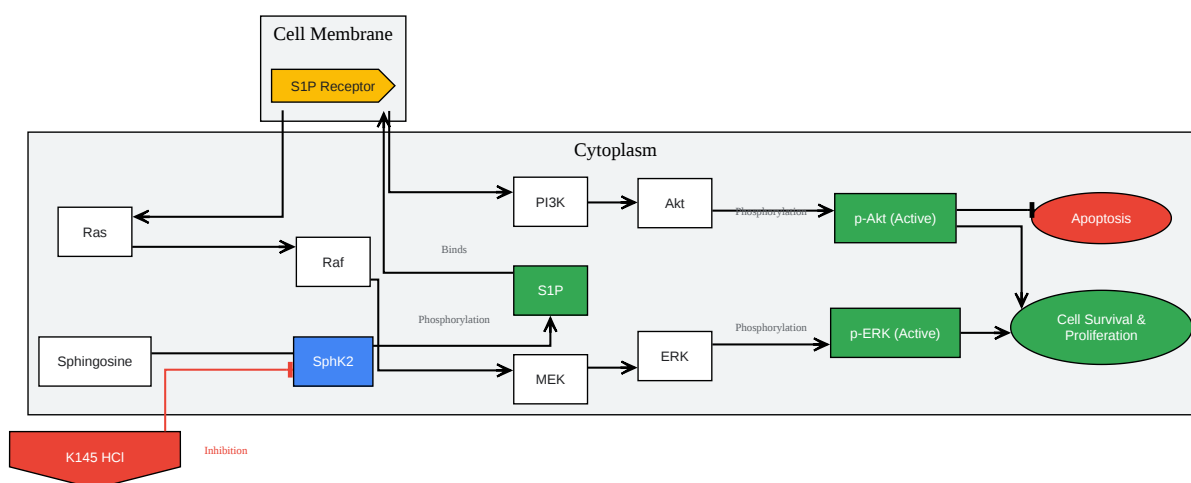 Cell Membrane
S1P Receptor
Cytoplasm
PI3K
Akt
Phosphorylation
p-Akt (Active)
Apoptosis
Ras
Raf
Binds
S1P
Phosphorylation
Sphingosine
SphK2
MEK
ERK
Phosphorylation
p-ERK (Active)
Cell Survival &
Proliferation
K145 HCl
Inhibition